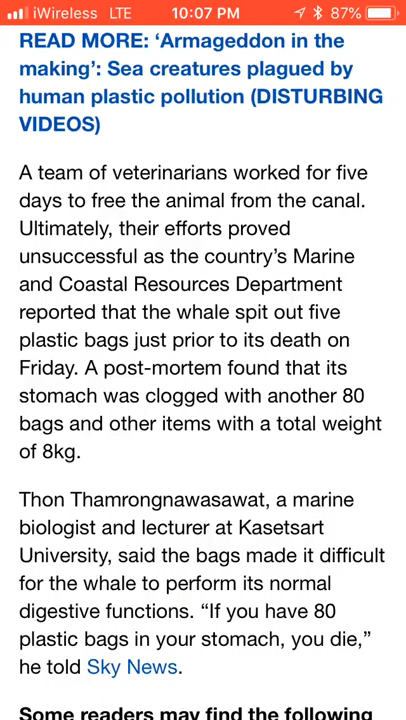 iWireless LTE 10:07 PM 87%
READ MORE: ‘Armageddon in the
making’: Sea creatures plagued by
human plastic pollution (DISTURBING
VIDEOS)
A team of veterinarians worked for five
days to free the animal from the canal.
Ultimately, their efforts proved
unsuccessful as the country’s Marine
and Coastal Resources Department
reported that the whale spit out five
plastic bags just prior to its death on
Friday. A post-mortem found that its
stomach was clogged with another 80
bags and other items with a total weight
of 8kg.
Thon Thamrongnawasawat, a marine
biologist and lecturer at Kasetsart
University, said the bags made it difficult
for the whale to perform its normal
digestive functions. “If you have 80
plastic bags in your stomach, you die,”
he told Sky News.
Some readers may find the following